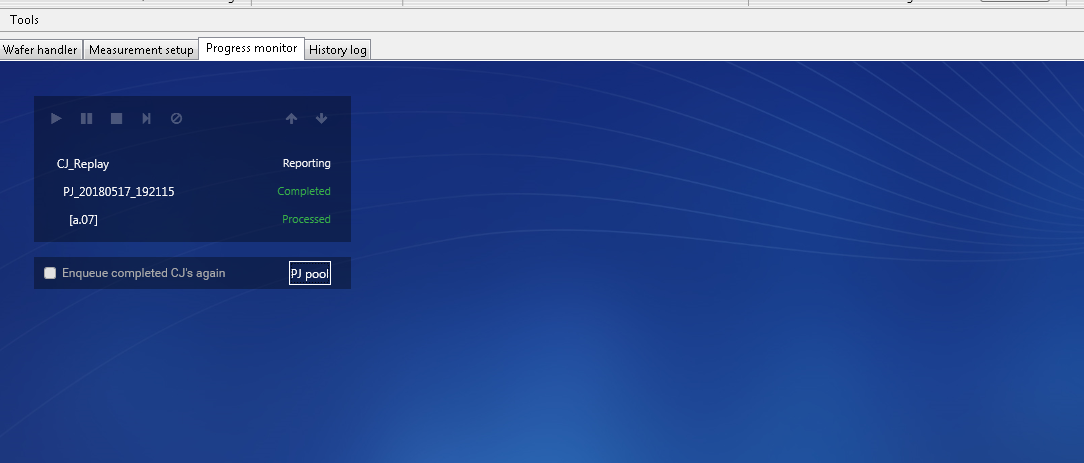 Tools
Wafer handler Measurement setup Progress monitor History log
CJ_Replay Reporting
PJ_20180517_192115 Completed
[a.07] Processed
Enqueue completed CJ's again PJ pool